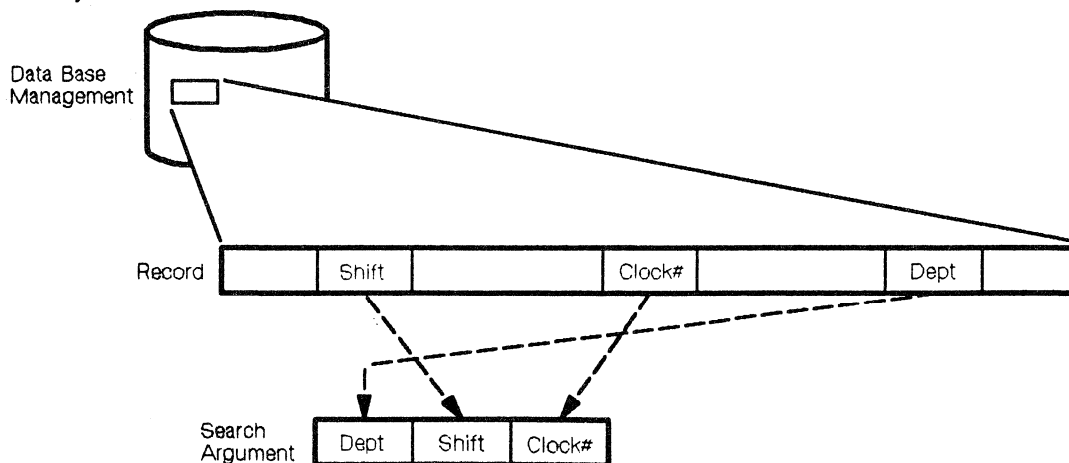 Data Base
Management
Record
Shift
Clock#
Dept
Search
Argument
Dept
Shift
Clock#